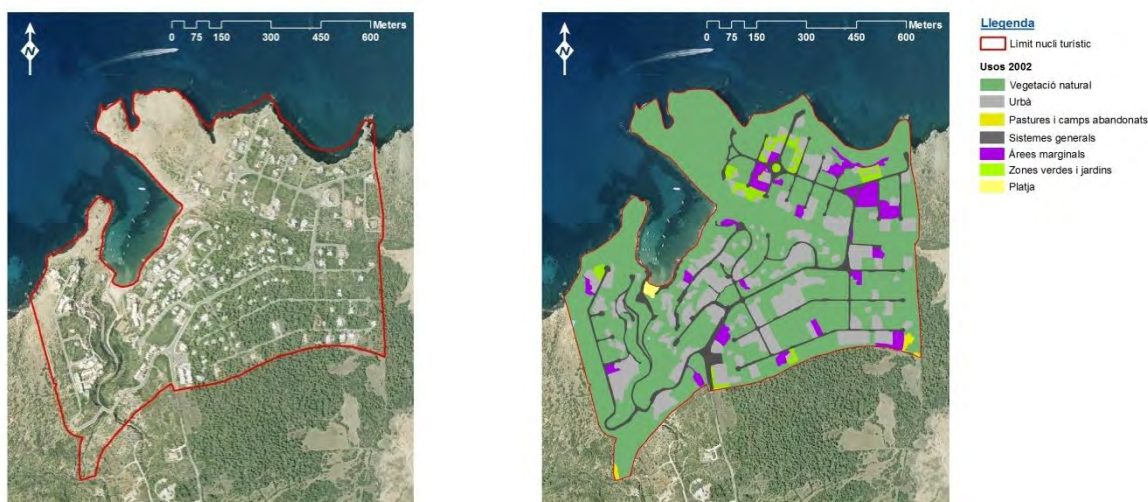 N
Meters
0 75 150 300 450 600
N
Meters
0 75 150 300 450 600
Llegenda
Límit nucli turístic
Usos 2002
Vegetació natural
Urbà
Pastures i camps abandonats
Sistemes generals
Àrees marginals
Zones verdes i jardins
Platja